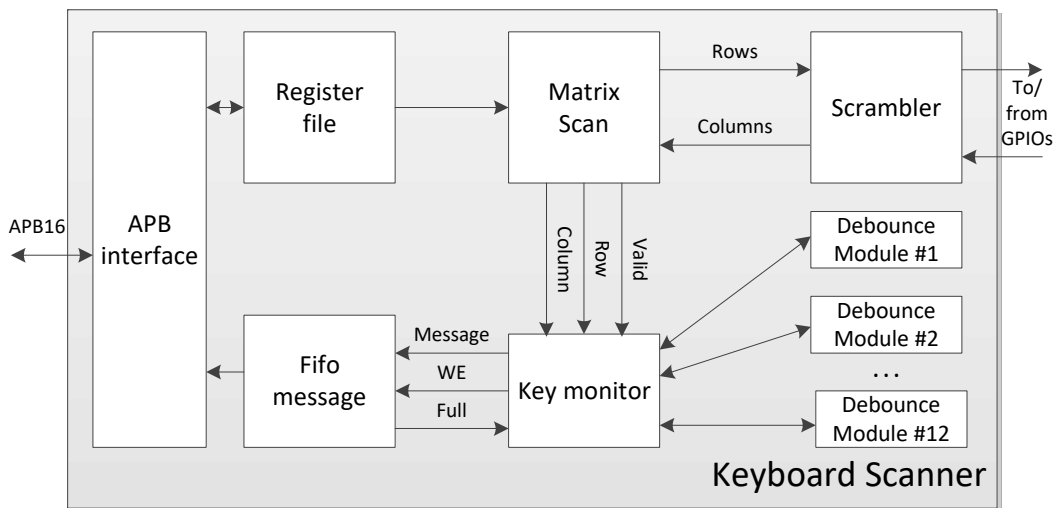 Register
file
Matrix
Scan
Rows
Columns
Scrambler
To/
from
GPIOs
APB16
APB
interface
Column
Row
Valid
Debounce
Module #1
Debounce
Module #2
...
Debounce
Module #12
Fifo
message
Message
WE
Full
Key monitor
Keyboard Scanner